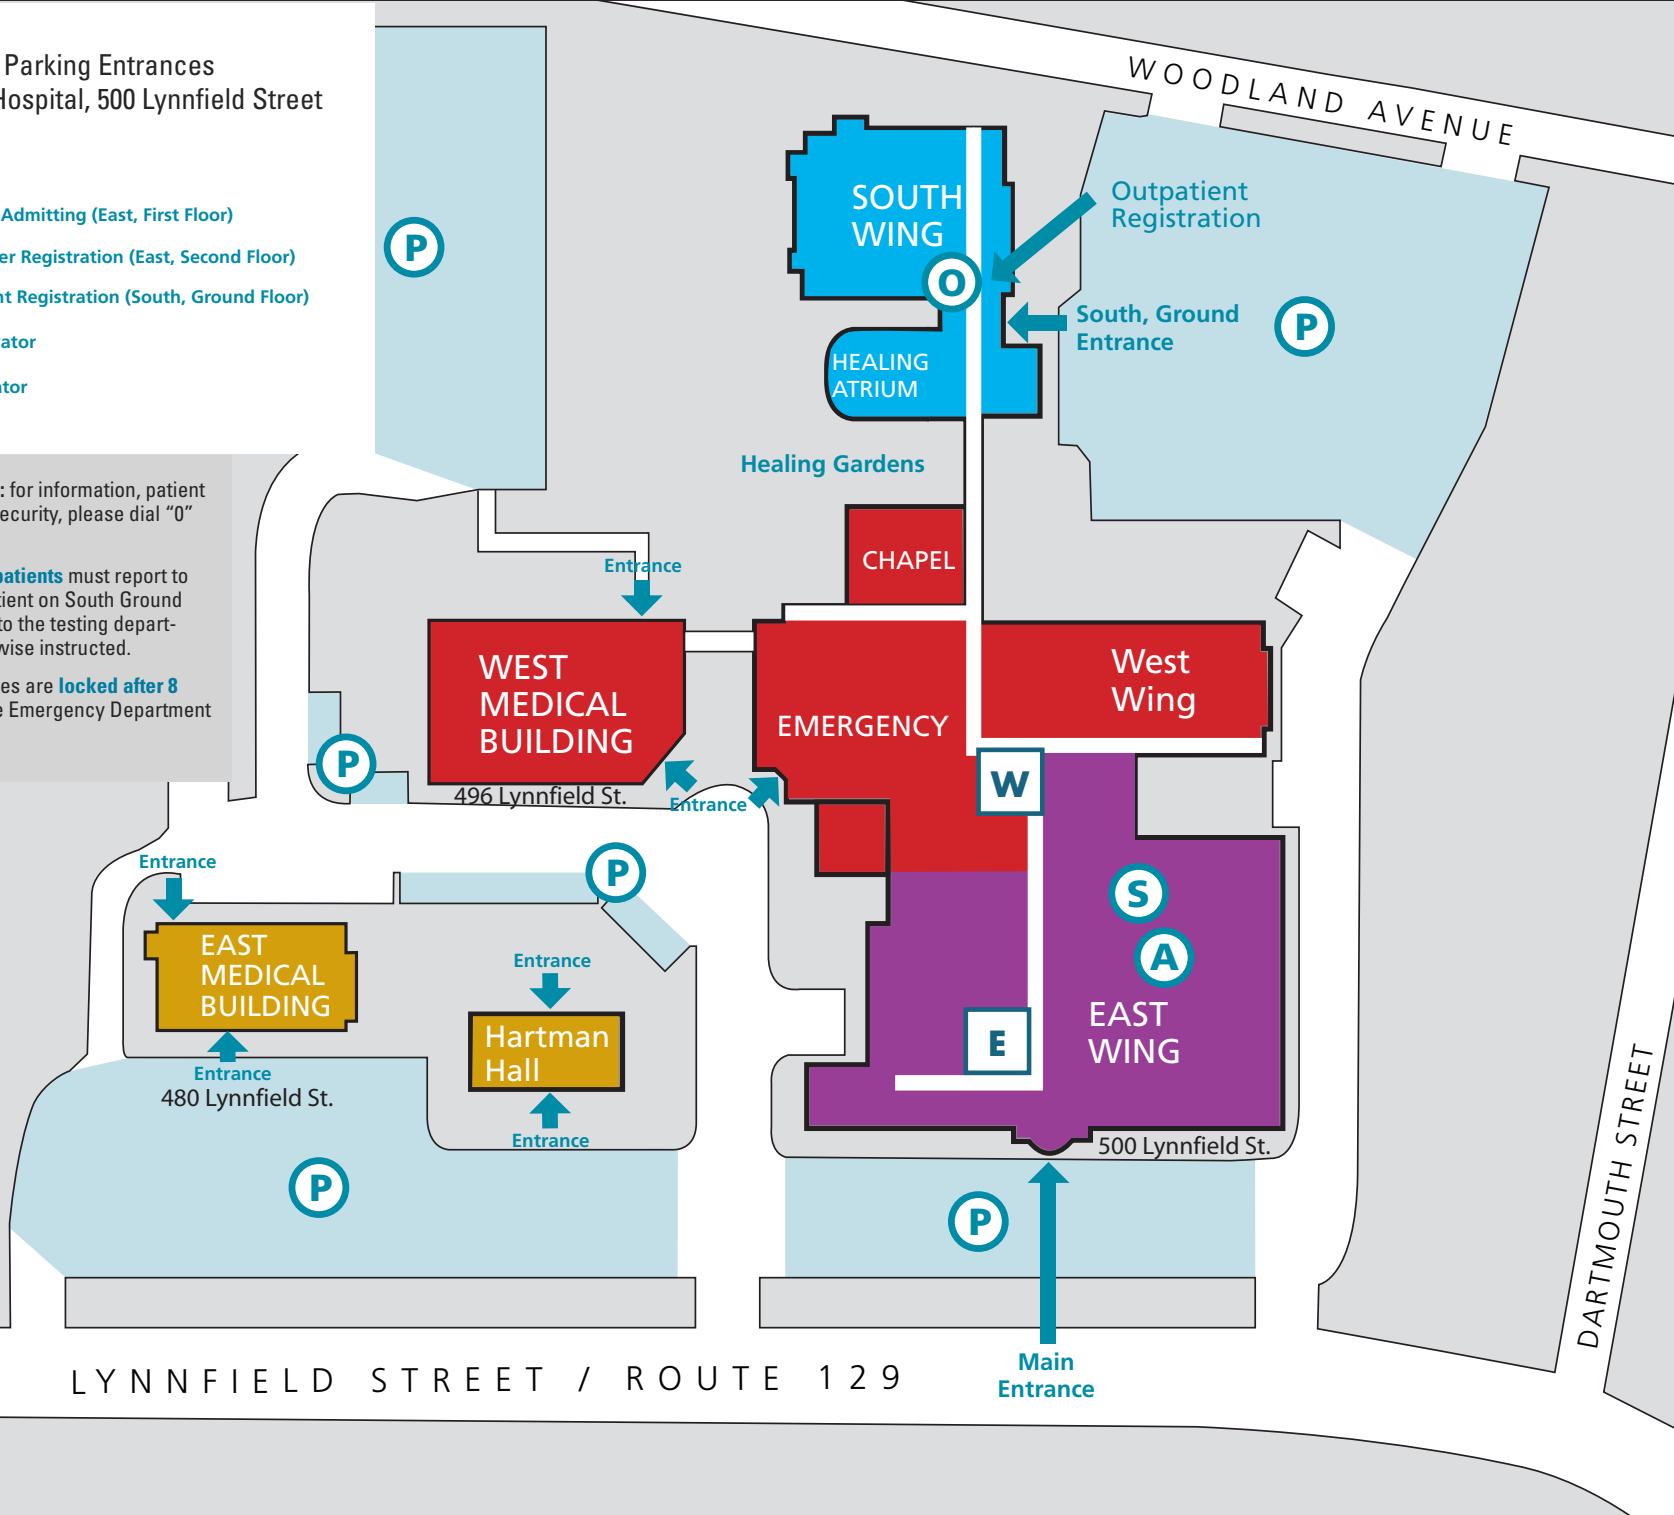 Parking Entrances
Hospital, 500 Lynnfield Street
Admitting (East, First Floor)
er Registration (East, Second Floor)
nt Registration (South, Ground Floor)
ator
ator
: for information, patient
ecurity, please dial “0”
patients must report to
tient on South Ground
to the testing depart-
wise instructed.
es are locked after 8
e Emergency Department
WOODLAND AVENUE
P
SOUTH
WING
O
Outpatient
Registration
South, Ground
Entrance
P
HEALING
ATRIUM
Healing Gardens
CHAPEL
Entrance
WEST
MEDICAL
BUILDING
496 Lynnfield St.
Entrance
EMERGENCY
West
Wing
W
P
P
Entrance
EAST
MEDICAL
BUILDING
Entrance
480 Lynnfield St.
Entrance
Hartman
Hall
Entrance
S
A
EAST
WING
E
500 Lynnfield St.
P
P
Main
Entrance
DARTMOUTH STREET
LYNNFIELD STREET / ROUTE 129